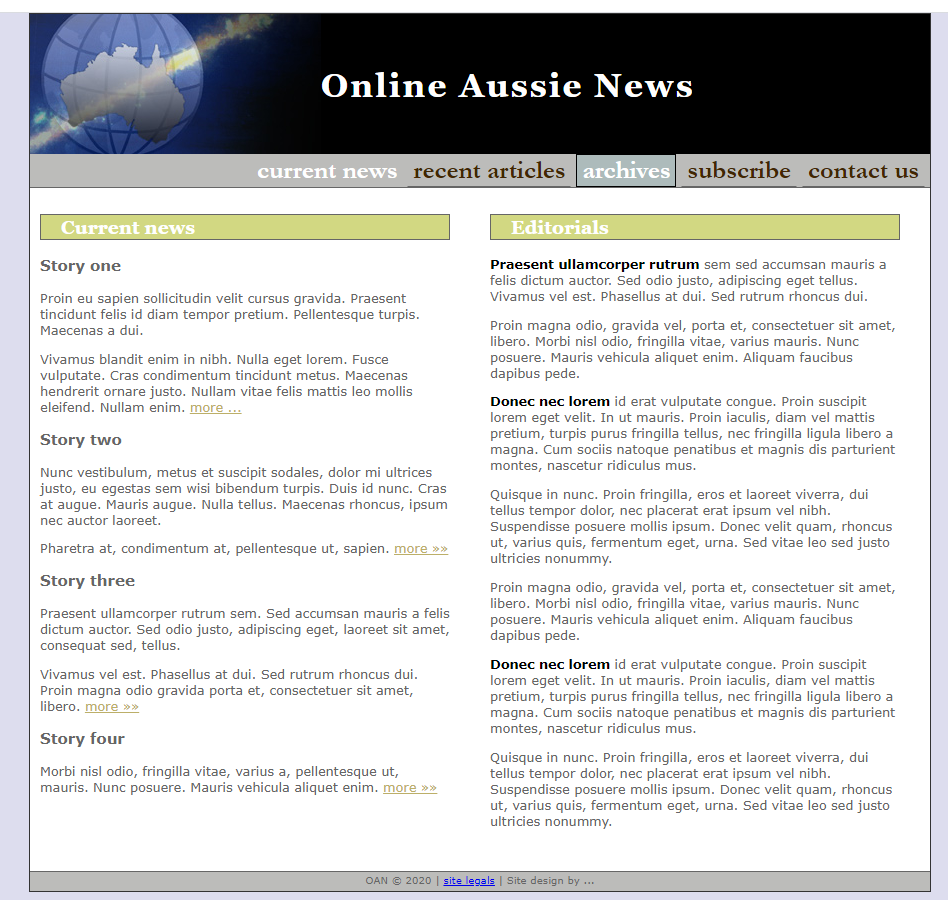 Online Aussie News
current news recent articles archives subscribe contact us
Current news
Story one
Proin eu sapien sollicitudin velit cursus gravida. Praesent
tincidunt felis id diam tempor pretium. Pellentesque turpis.
Maecenas a dui.
Vivamus blandit enim in nibh. Nulla eget lorem. Fusce
vulputate. Cras condimentum tincidunt metus. Maecenas
hendrerit ornare justo. Nullam vitae felis mattis leo mollis
eleifend. Nullam enim. more ...
Story two
Nunc vestibulum, metus et suscipit sodales, dolor mi ultrices
justo, eu egestas sem wisi bibendum turpis. Duis id nunc. Cras
at augue. Mauris augue. Nulla tellus. Maecenas rhoncus, ipsum
nec auctor laoreet.
Pharetra at, condimentum at, pellentesque ut, sapien. more »»
Story three
Praesent ullamcorper rutrum sem. Sed accumsan mauris a felis
dictum auctor. Sed odio justo, adipiscing eget, laoreet sit amet,
consequat sed, tellus.
Vivamus vel est. Phasellus at dui. Sed rutrum rhoncus dui.
Proin magna odio gravida porta et, consectetuer sit amet,
libero. more »»
Story four
Morbi nisl odio, fringilla vitae, varius a, pellentesque ut,
mauris. Nunc posuere. Mauris vehicula aliquet enim. more »»
Editorials
Praesent ullamcorper rutrum sem sed accumsan mauris a
felis dictum auctor. Sed odio justo, adipiscing eget tellus.
Vivamus vel est. Phasellus at dui. Sed rutrum rhoncus dui.
Proin magna odio, gravida vel, porta et, consectetuer sit amet,
libero. Morbi nisl odio, fringilla vitae, varius mauris. Nunc
posuere. Mauris vehicula aliquet enim. Aliquam faucibus
dapibus pede.
Donec nec lorem id erat vulputate congue. Proin suscipit
lorem eget velit. In ut mauris. Proin iaculis, diam vel mattis
pretium, turpis purus fringilla tellus, nec fringilla ligula libero a
magna. Cum sociis natoque penatibus et magnis dis parturient
montes, nascetur ridiculus mus.
Quisque in nunc. Proin fringilla, eros et laoreet viverra, dui
tellus tempor dolor, nec placerat erat ipsum vel nibh.
Suspendisse posuere mollis ipsum. Donec velit quam, rhoncus
ut, varius quis, fermentum eget, urna. Sed vitae leo sed justo
ultricies nonummy.
Proin magna odio, gravida vel, porta et, consectetuer sit amet,
libero. Morbi nisl odio, fringilla vitae, varius mauris. Nunc
posuere. Mauris vehicula aliquet enim. Aliquam faucibus
dapibus pede.
Donec nec lorem id erat vulputate congue. Proin suscipit
lorem eget velit. In ut mauris. Proin iaculis, diam vel mattis
pretium, turpis purus fringilla tellus, nec fringilla ligula libero a
magna. Cum sociis natoque penatibus et magnis dis parturient
montes, nascetur ridiculus mus.
Quisque in nunc. Proin fringilla, eros et laoreet viverra, dui
tellus tempor dolor, nec placerat erat ipsum vel nibh.
Suspendisse posuere mollis ipsum. Donec velit quam, rhoncus
ut, varius quis, fermentum eget, urna. Sed vitae leo sed justo
ultricies nonummy.
OAN © 2020 | site legals | Site design by ...